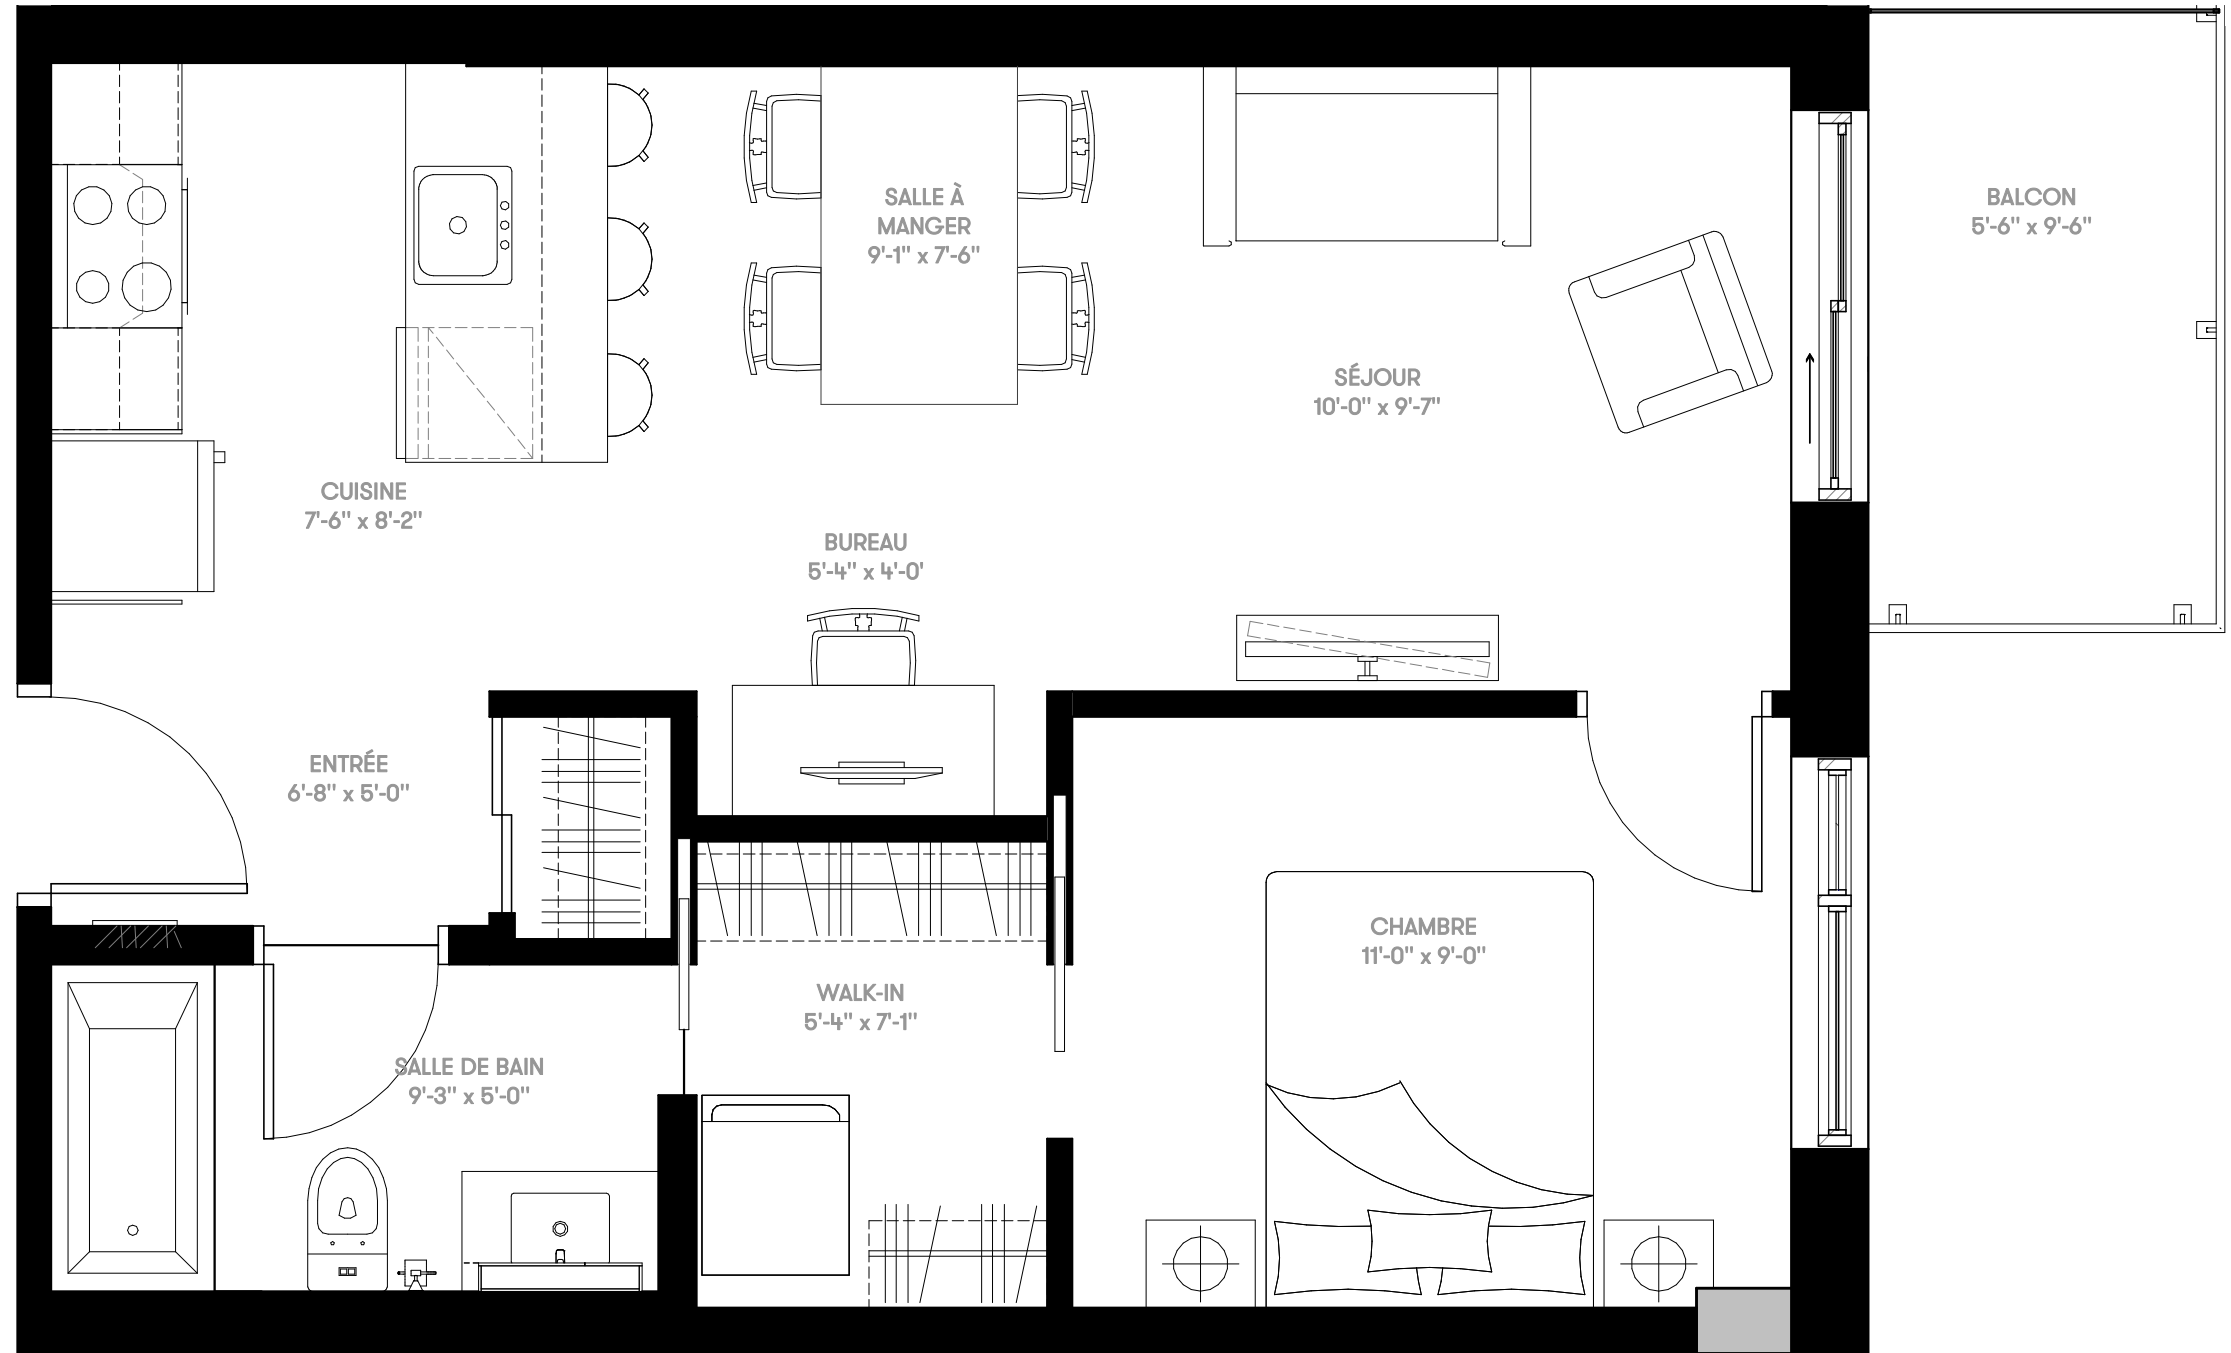 SALLE À
MANGER
9'-1" x 7'-6"
BALCON
5'-6" x 9'-6"
SÉJOUR
10'-0" x 9'-7"
CUISINE
7'-6" x 8'-2"
BUREAU
5'-4" x 4'-0'
ENTRÉE
6'-8" x 5'-0"
CHAMBRE
11'-0" x 9'-0"
WALK-IN
5'-4" x 7'-1"
SALLE DE BAIN
9'-3" x 5'-0"